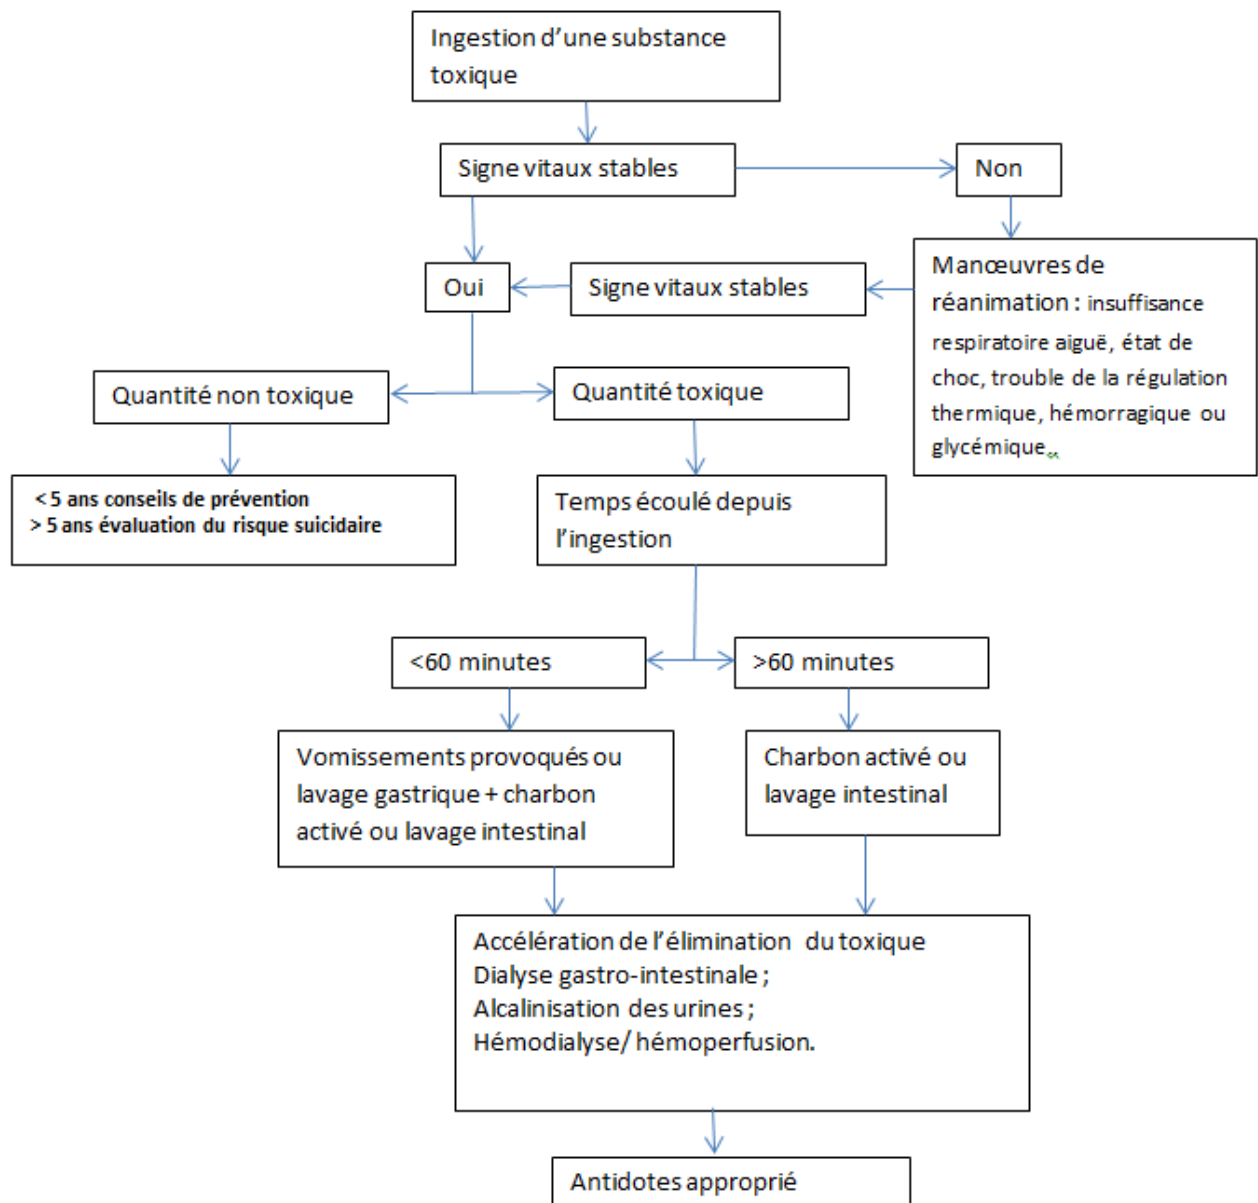 Ingestion d’une substance
toxique
Signe vitaux stables
Non
Oui
Signe vitaux stables
Manœuvres de
réanimation : insuffisance
respiratoire aiguë, état de
choc, trouble de la régulation
thermique, hémorragique ou
glycémique
Quantité non toxique
Quantité toxique
< 5 ans conseils de prévention
> 5 ans évaluation du risque suicidaire
Temps écoulé depuis
l’ingestion
<60 minutes
>60 minutes
Vomissements provoqués ou
lavage gastrique + charbon
activé ou lavage intestinal
Charbon activé ou
lavage intestinal
Accélération de l’élimination du toxique
Dialyse gastro-intestinale ;
Alcalinisation des urines ;
Hémodialyse/ hémoperfusion.
Antidotes approprié